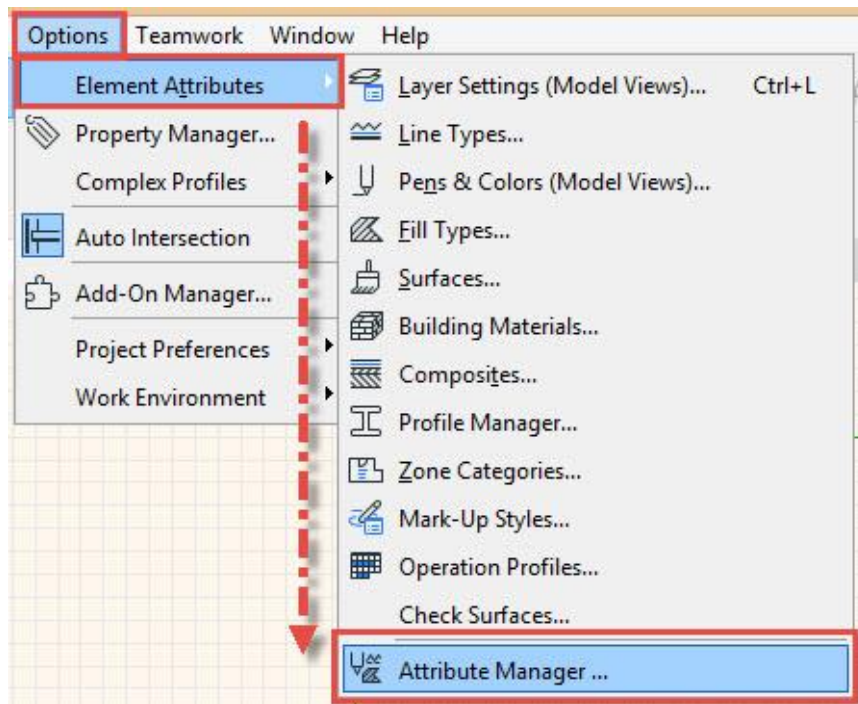 Options Teamwork Window Help
Element Attributes
Property Manager...
Complex Profiles
Auto Intersection
Add-On Manager...
Project Preferences
Work Environment
Layer Settings (Model Views)... Ctrl+L
Line Types...
Pens & Colors (Model Views)...
Fill Types...
Surfaces...
Building Materials...
Composites...
Profile Manager...
Zone Categories...
Mark-Up Styles...
Operation Profiles...
Check Surfaces...
Attribute Manager ...